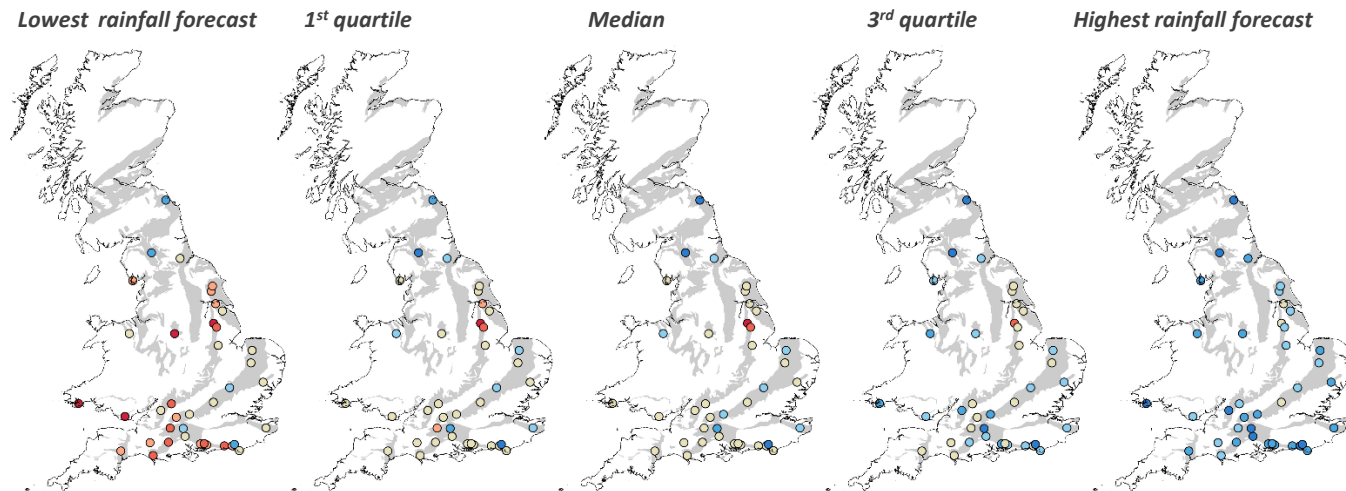 Lowest rainfall forecast
1st quartile
Median
3rd quartile
Highest rainfall forecast